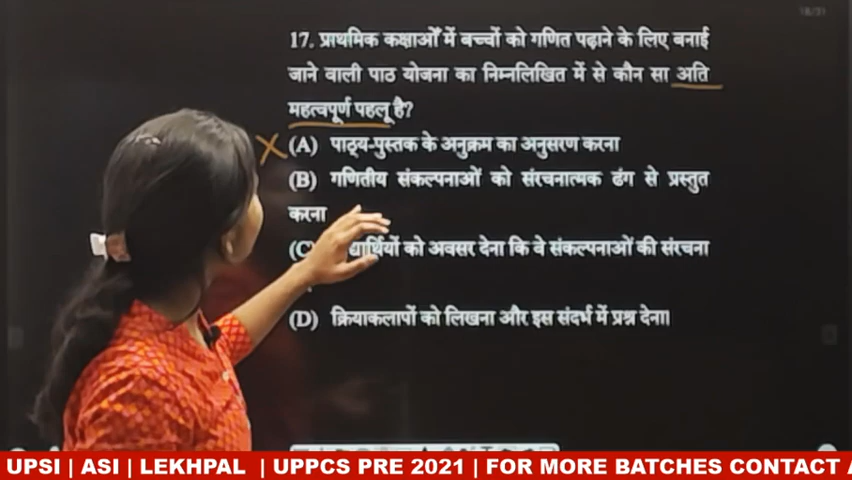 17. प्राथमिक कक्षाओं में बच्चों को गणित पढ़ाने के लिए बनाई
जाने वाली पाठ योजना का निम्नलिखित में से कौन सा अति
महत्वपूर्ण पहलू है?
(A) पाठ्य-पुस्तक के अनुक्रम का अनुसरण करना
(B) गणितीय संकल्पनाओं को संरचनात्मक ढंग से प्रस्तुत
करना
(C) को अवसर देना कि वे संकल्पनाओं की संरचना
(D) क्रियाकलापों को लिखना और इस संदर्भ में प्रश्न देना।
UPSI | ASI | LEKHPAL | UPPCS PRE 2021 | FOR MORE BATCHES CONTACT